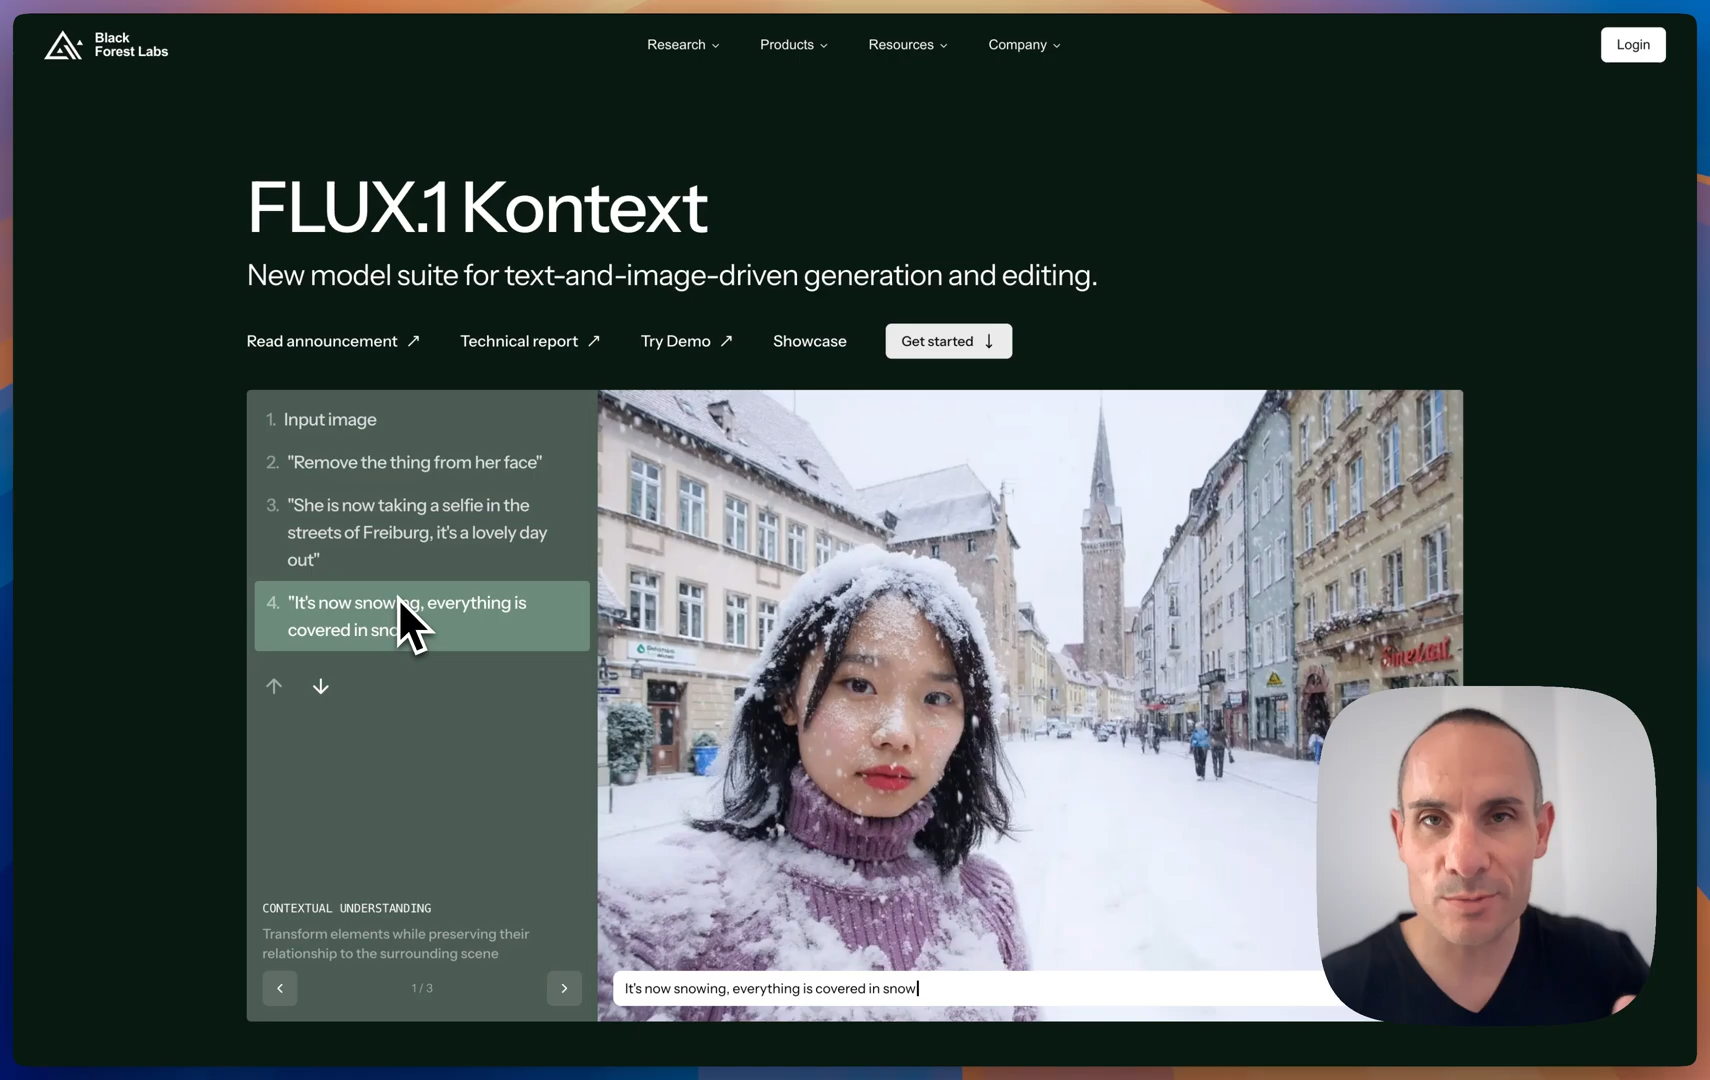 Black
Forest Labs
Research
Products
Resources
Company
Login
FLUX.1 Kontext
New model suite for text-and-image-driven generation and editing.
Read announcement ↗
Technical report ↗
Try Demo ↗
Showcase
Get started ↓
1. Input image
2. "Remove the thing from her face"
3. "She is now taking a selfie in the
streets of Freiburg, it's a lovely day
out"
4. "It's now snowing, everything is
covered in
CONTEXTUAL UNDERSTANDING
Transform elements while preserving their
relationship to the surrounding scene
1 / 3
It's now snowing, everything is covered in snow